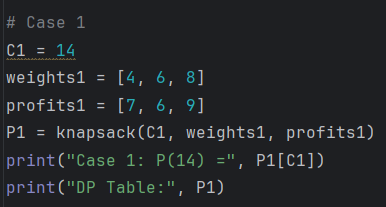 # Case 1
C1 = 14
weights1 = [4, 6, 8]
profits1 = [7, 6, 9]
P1 = knapsack(C1, weights1, profits1)
print("Case 1: P(14) =", P1[C1])
print("DP Table:", P1)